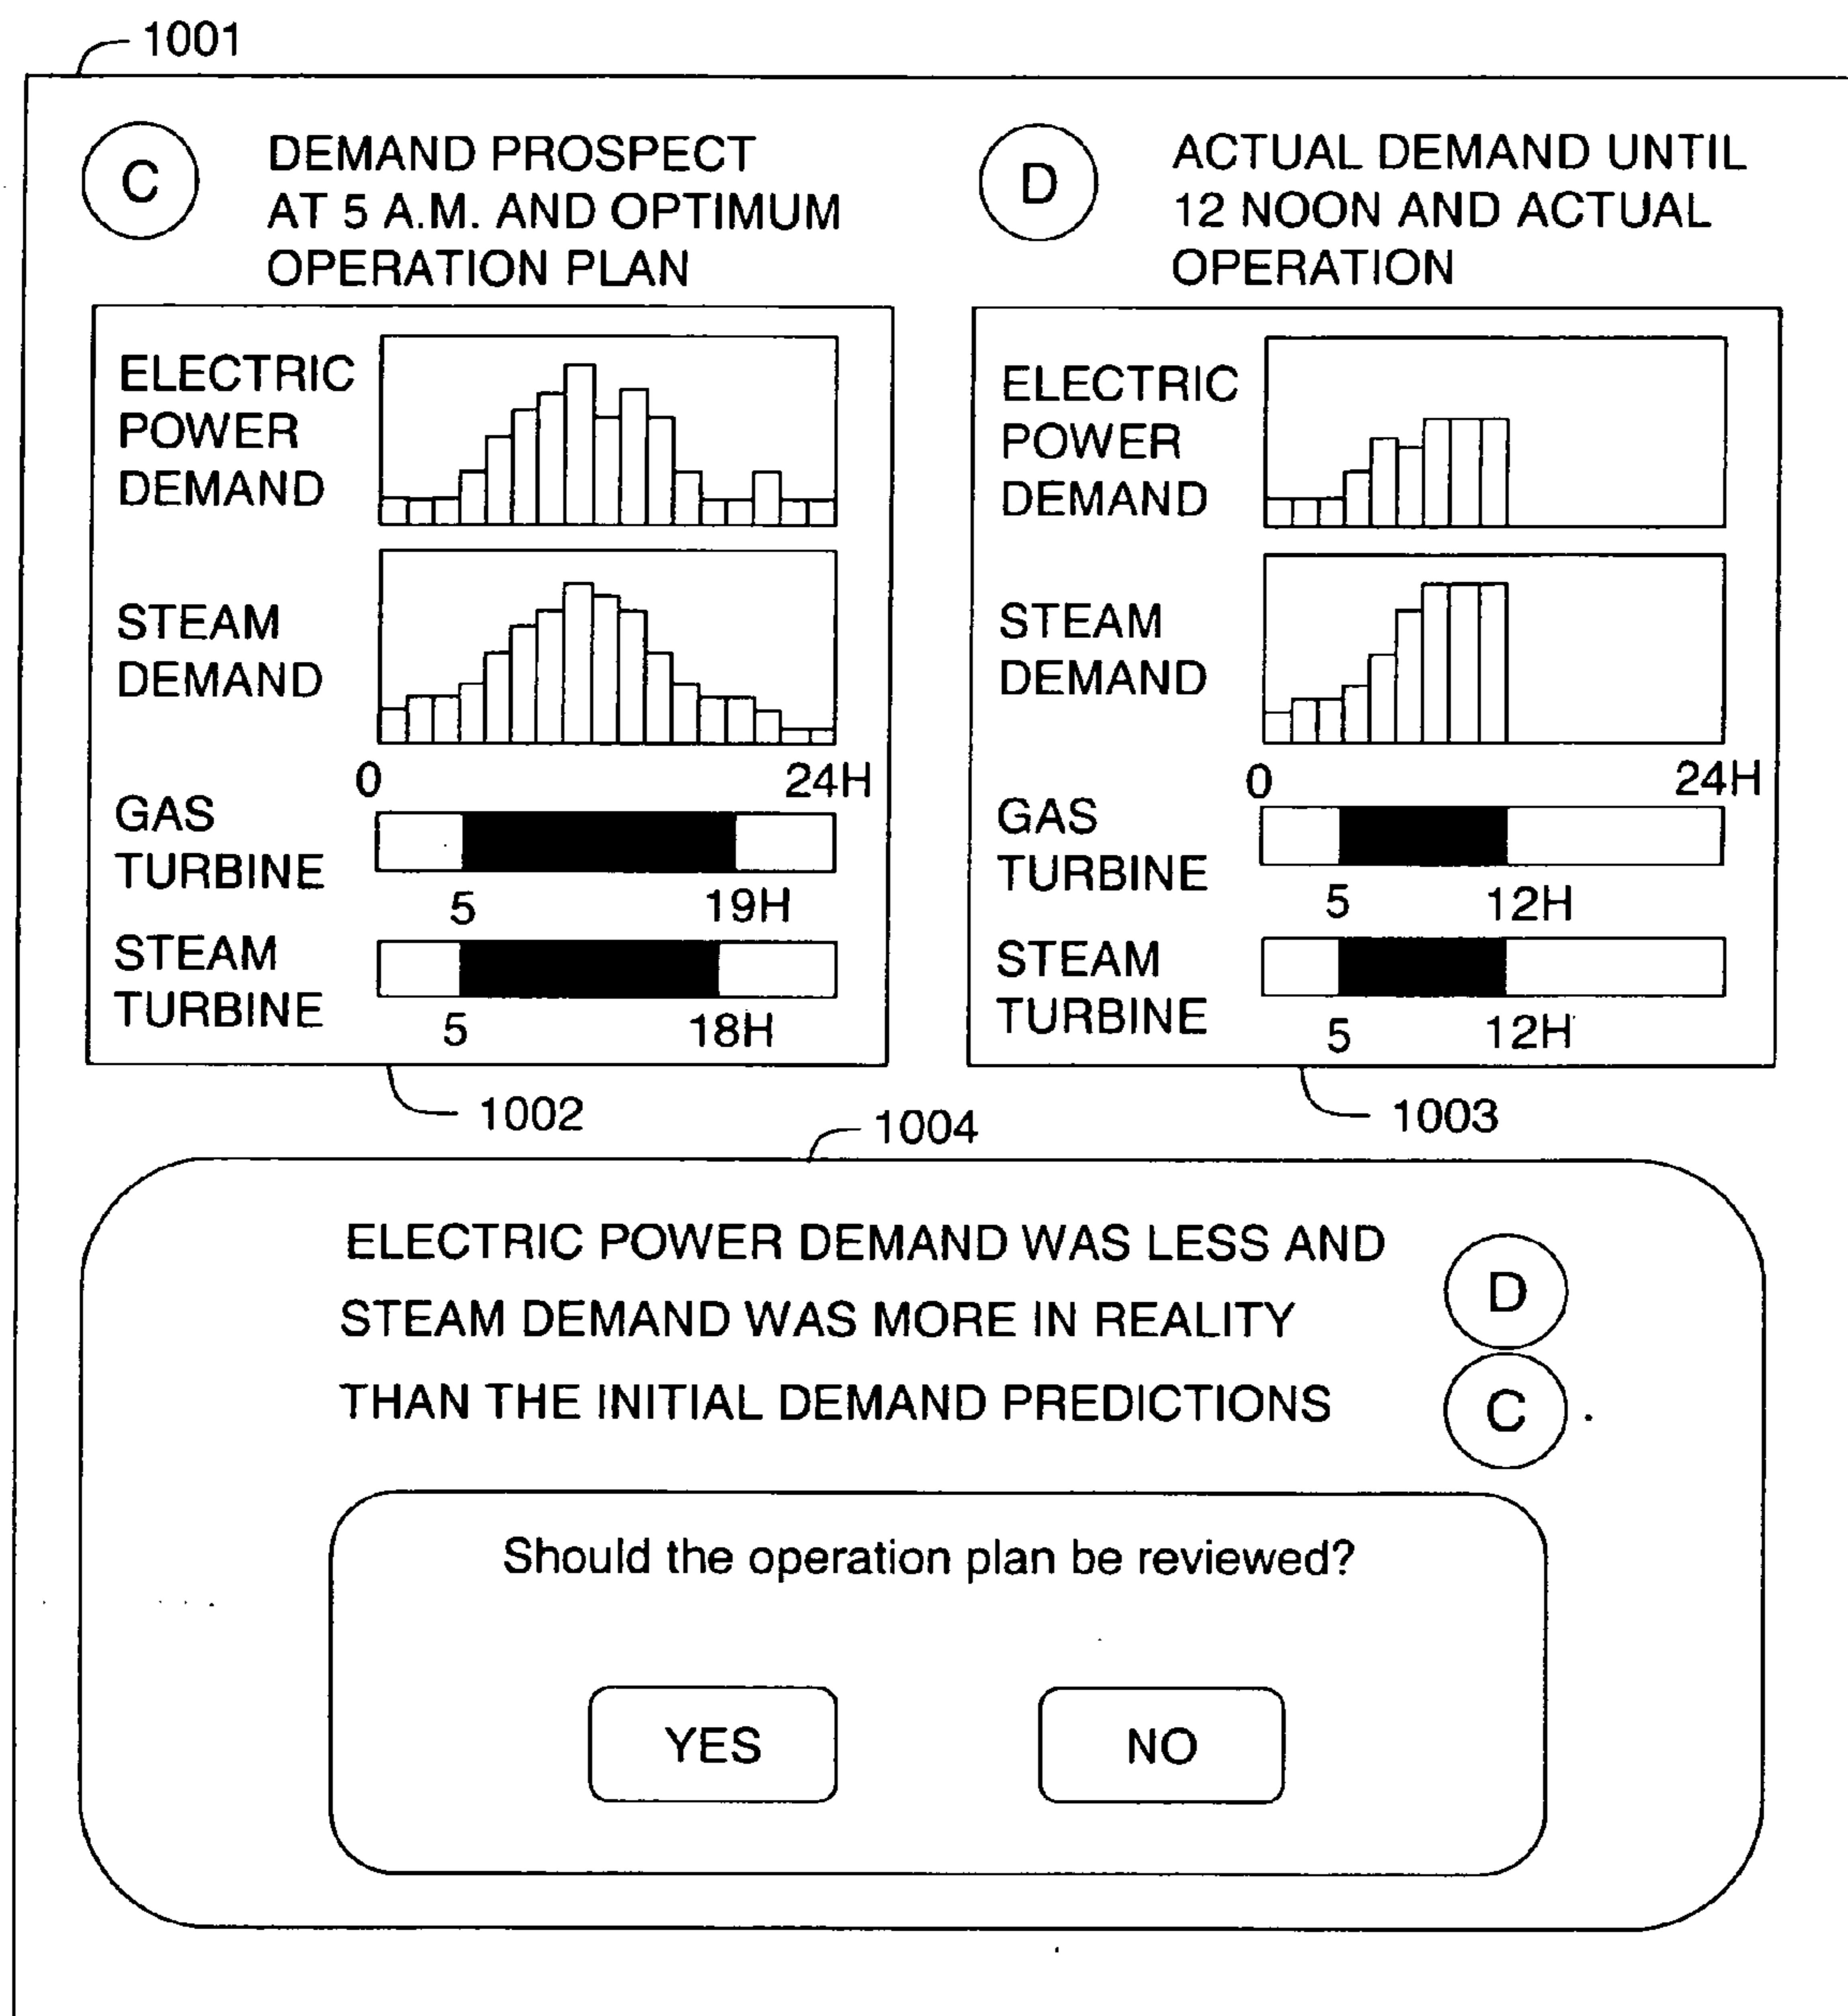 1001
C
DEMAND PROSPECT
AT 5 A.M. AND OPTIMUM
OPERATION PLAN
D
ACTUAL DEMAND UNTIL
12 NOON AND ACTUAL
OPERATION
ELECTRIC
POWER
DEMAND
STEAM
DEMAND
0
24H
GAS
TURBINE
5
19H
STEAM
TURBINE
5
18H
1002
ELECTRIC
POWER
DEMAND
STEAM
DEMAND
0
24H
GAS
TURBINE
5
12H
STEAM
TURBINE
5
12H
1003
1004
ELECTRIC POWER DEMAND WAS LESS AND
STEAM DEMAND WAS MORE IN REALITY D
THAN THE INITIAL DEMAND PREDICTIONS C .
Should the operation plan be reviewed?
YES
NO